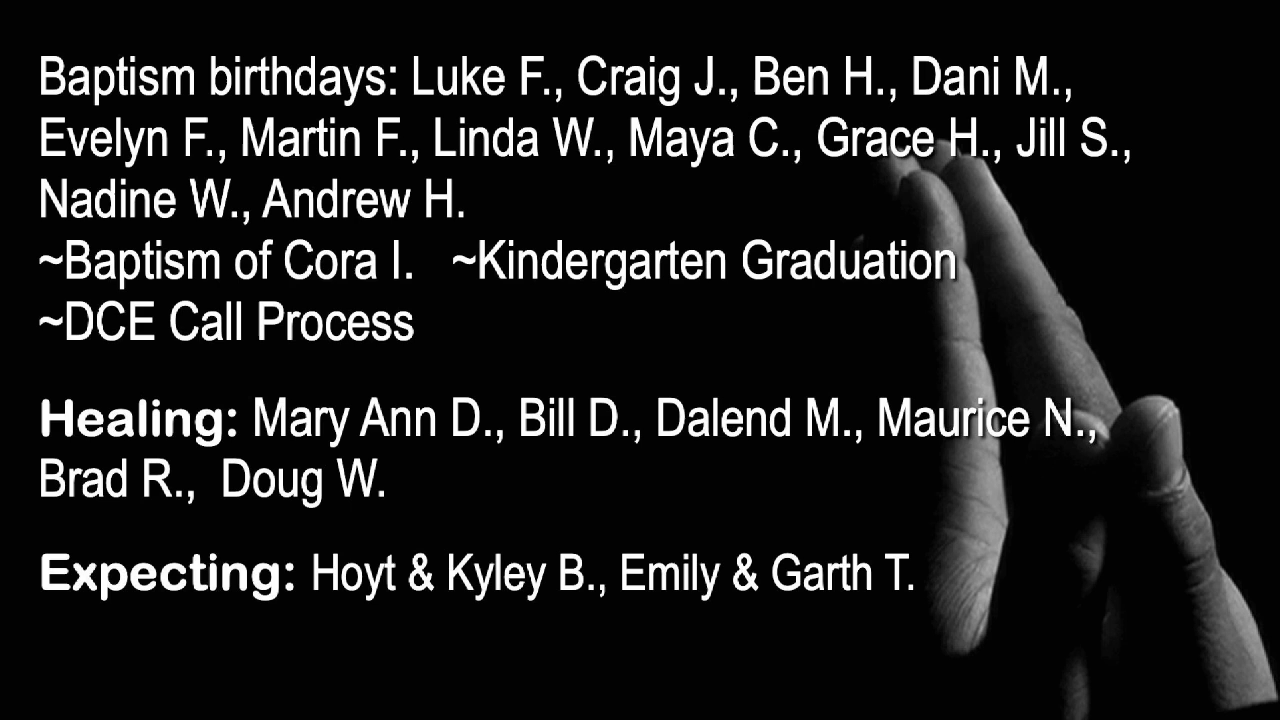 Baptism birthdays: Luke F., Craig J., Ben H., Dani M.,
Evelyn F., Martin F., Linda W., Maya C., Grace H., Jill S.,
Nadine W., Andrew H.
~Baptism of Cora I.   ~Kindergarten Graduation
~DCE Call Process
Healing: Mary Ann D., Bill D., Dalend M., Maurice N.,
Brad R.,  Doug W.
Expecting: Hoyt & Kyley B., Emily & Garth T.